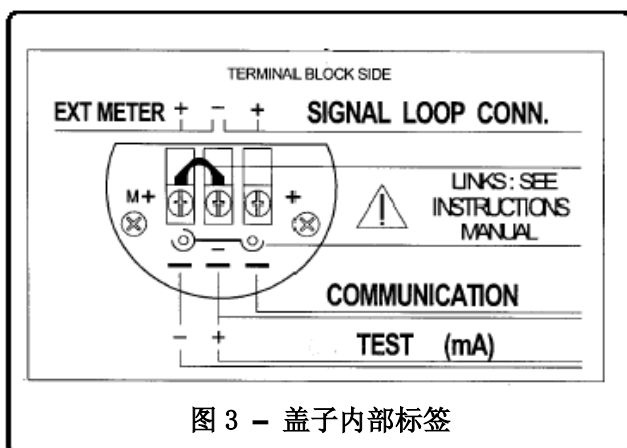 TERMINAL BLOCK SIDE
EXT METER + - + SIGNAL LOOP CONN.
M+ +
LINKS : SEE
INSTRUCTIONS
MANUAL
-
COMMUNICATION
- + TEST (mA)
图 3 – 盖子内部标签